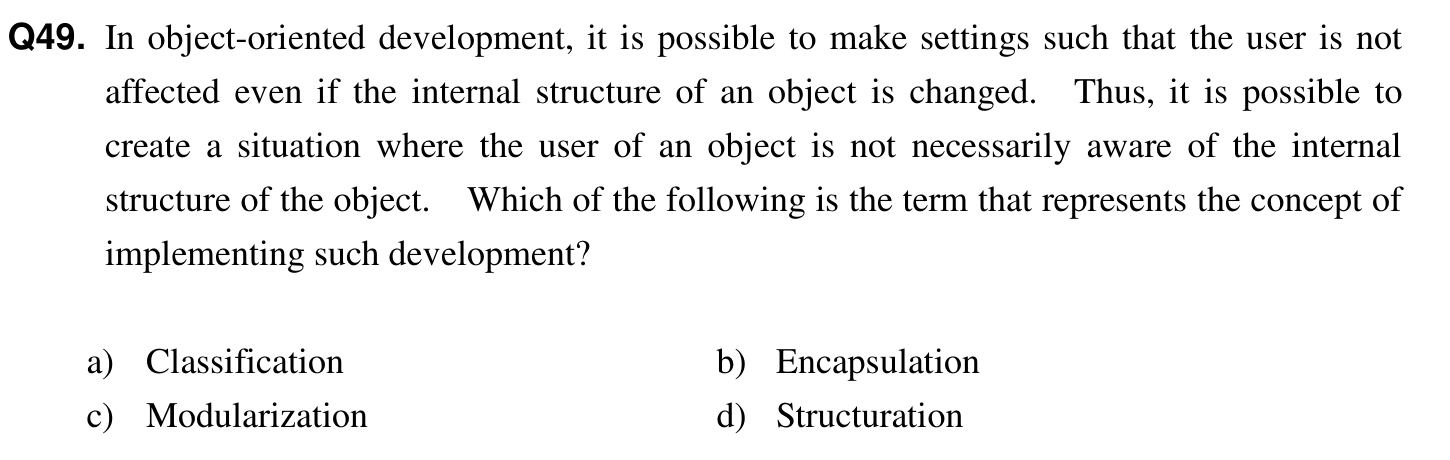 Q49. In object-oriented development, it is possible to make settings such that the user is not
affected even if the internal structure of an object is changed. Thus, it is possible to
create a situation where the user of an object is not necessarily aware of the internal
structure of the object. Which of the following is the term that represents the concept of
implementing such development?
a) Classification b) Encapsulation
c) Modularization d) Structuration